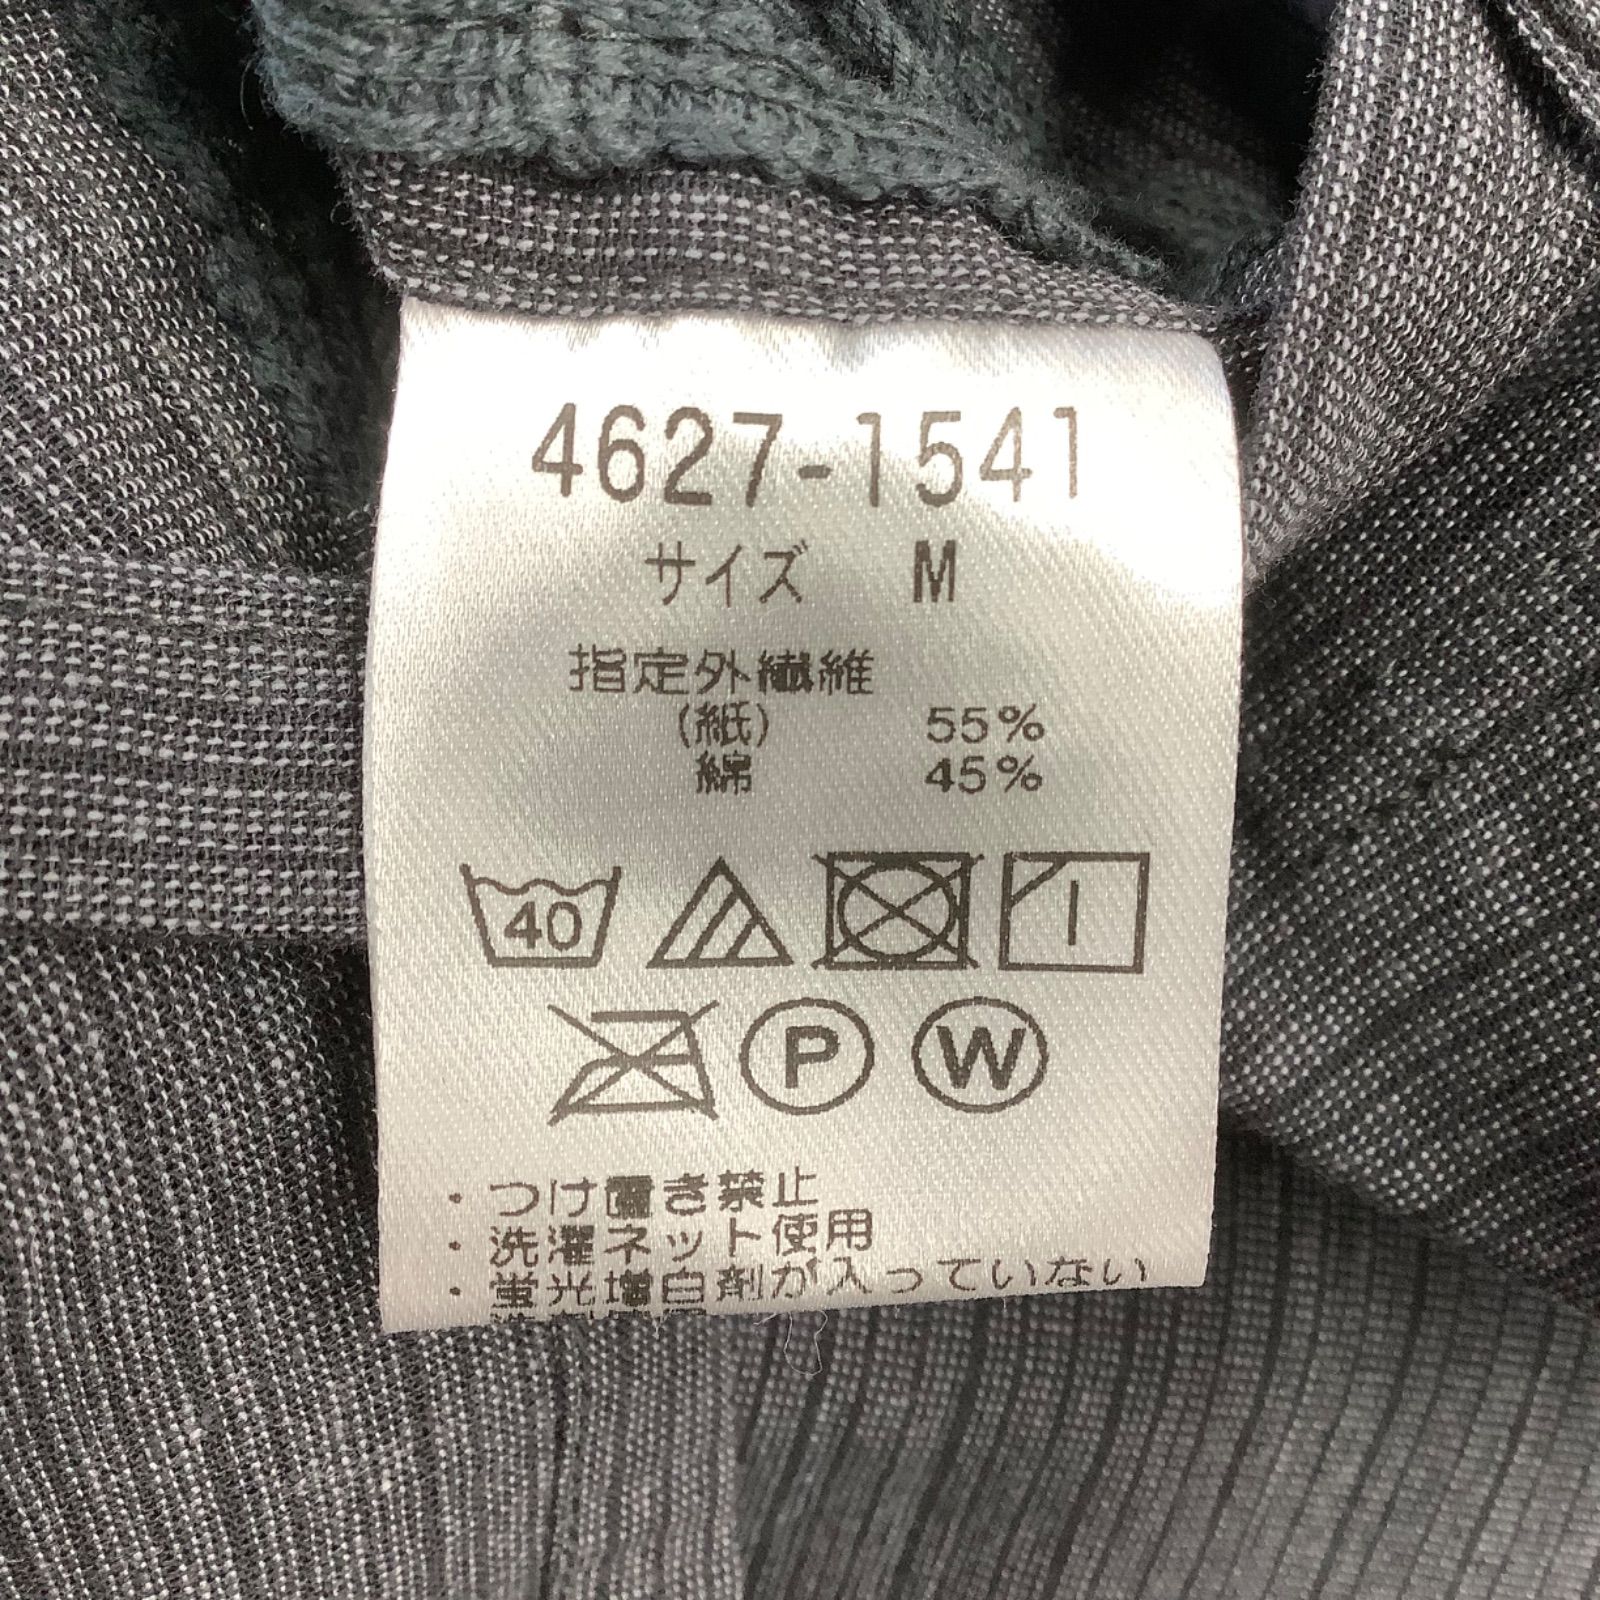 4627-1541
サイズ M
指定外繊維
(紙) 55%
綿 45%
40
P W
・つけ置き禁止
・洗濯ネット使用
・蛍光増白剤が入っていない